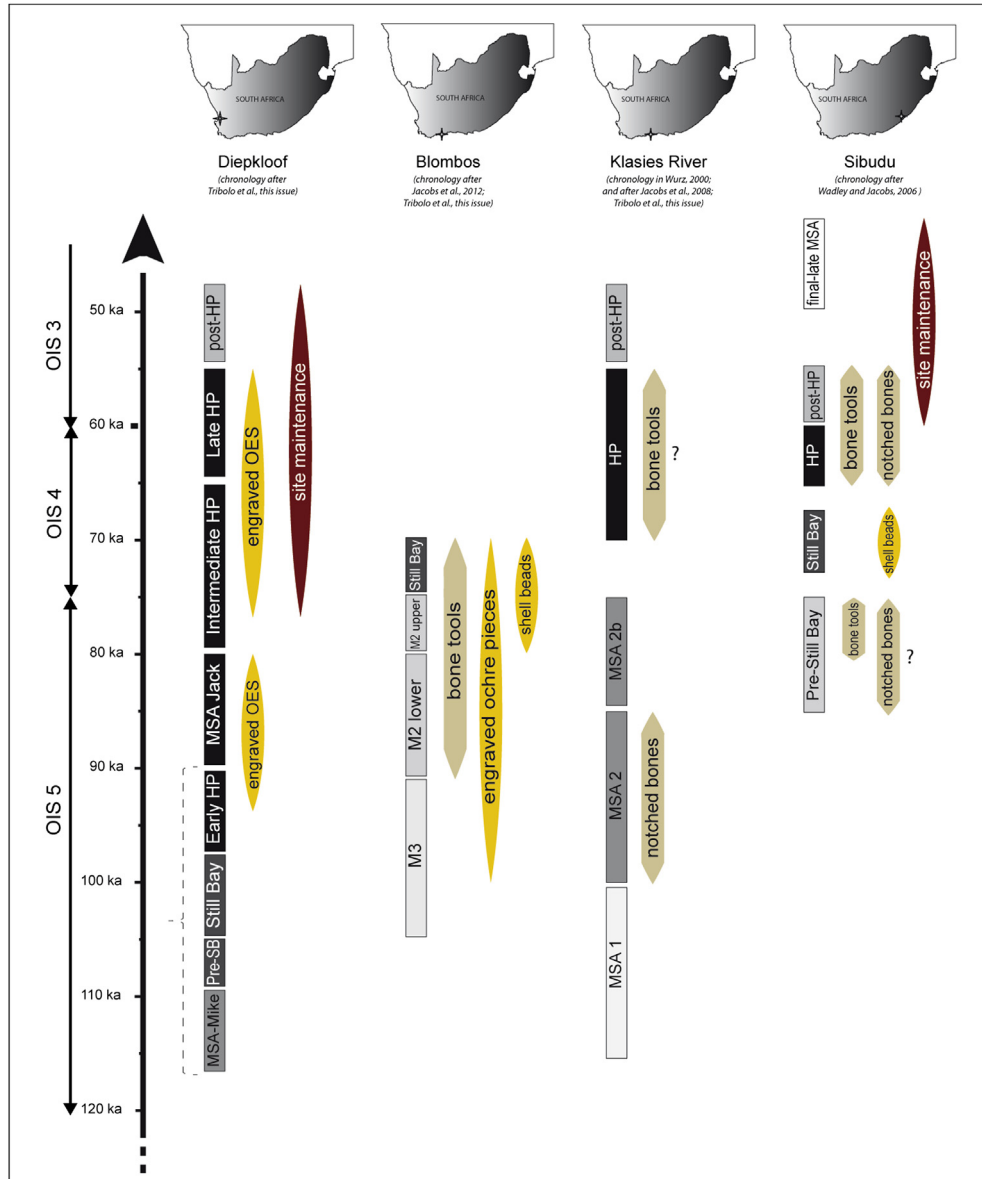 SOUTH AFRICA
SOUTH AFRICA
SOUTH AFRICA
SOUTH AFRICA
Diepkloof
(chronology after
Tribolo et al., this issue)
Blombos
(chronology after
Jacobs et al., 2012;
Tribolo et al., this issue)
Klasies River
(chronology in Wurz, 2000;
and after Jacobs et al., 2008;
Tribolo et al., this issue)
Sibudu
(chronology after
Wadley and Jacobs, 2006 )
OIS 3
OIS 4
OIS 5
50 ka
60 ka
70 ka
80 ka
90 ka
100 ka
110 ka
120 ka
post-HP
Late HP
Intermediate HP
MSA Jack
Early HP
Still Bay
Pre-SB
MSA-Mike
engraved OES
engraved OES
site maintenance
Still Bay
M2 upper
M2 lower
M3
bone tools
engraved ochre pieces
shell beads
post-HP
HP
MSA 2b
MSA 2
MSA 1
bone tools
?
notched bones
final-late MSA
post-HP
HP
Still Bay
Pre-Still Bay
bone tools
notched bones
shell beads
bone tools
notched bones
?
site maintenance